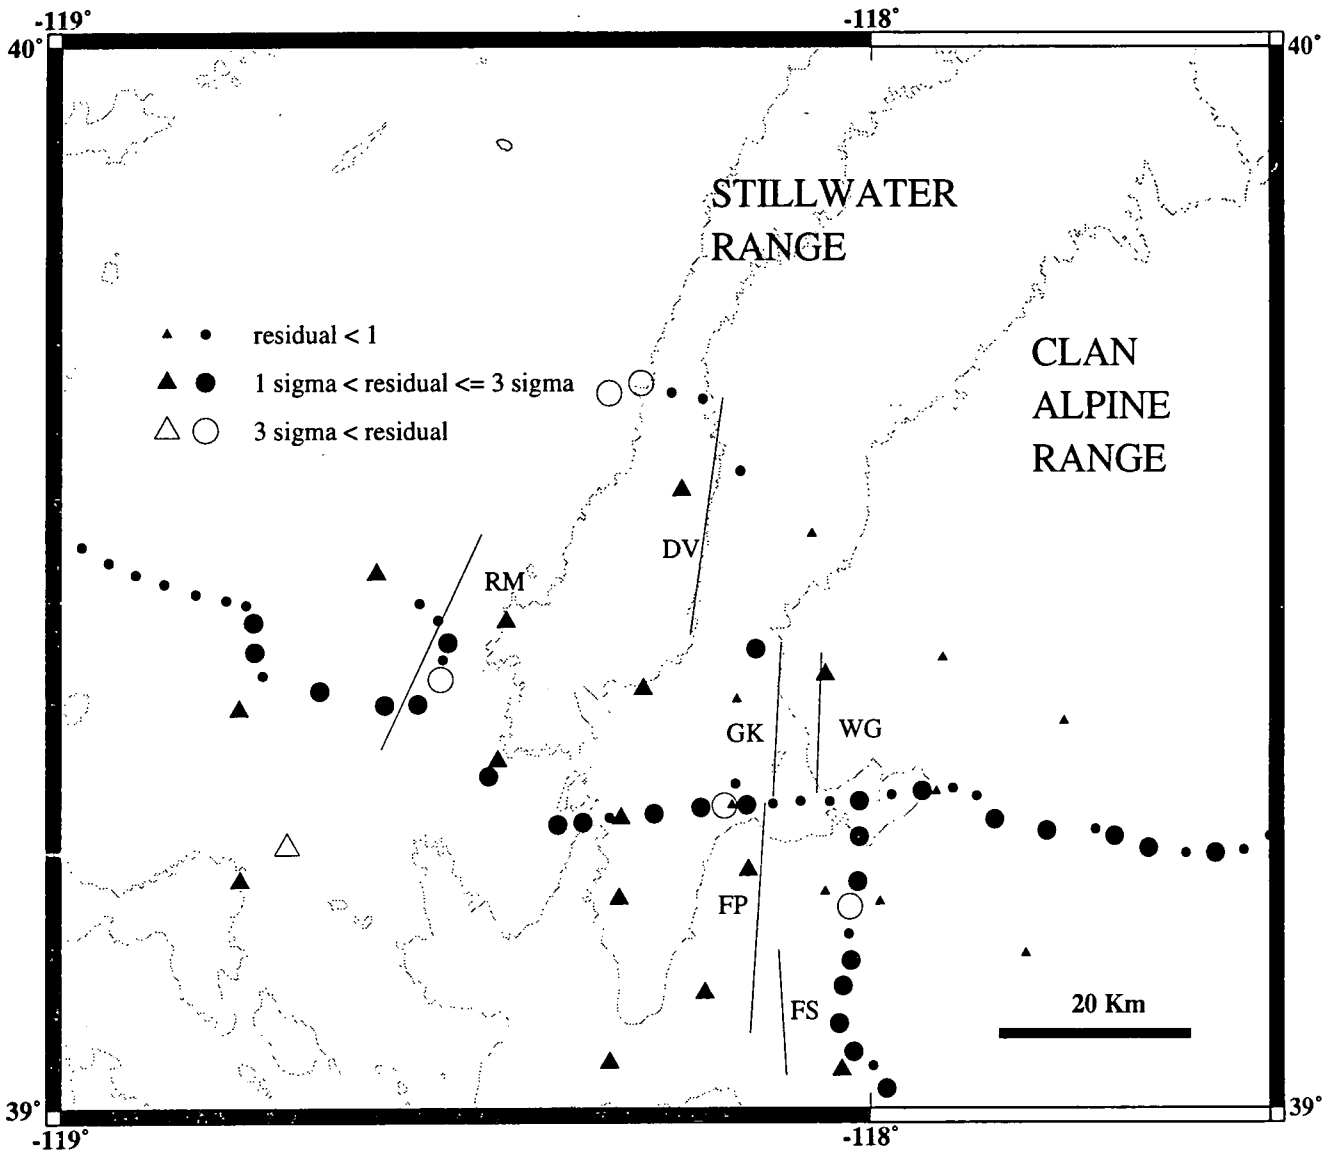 -119°
-118°
40°
40°
STILLWATER
RANGE
residual < 1
1 sigma < residual <= 3 sigma
3 sigma < residual
CLAN
ALPINE
RANGE
DV
RM
GK
WG
FP
FS
20 Km
39°
39°
-119°
-118°